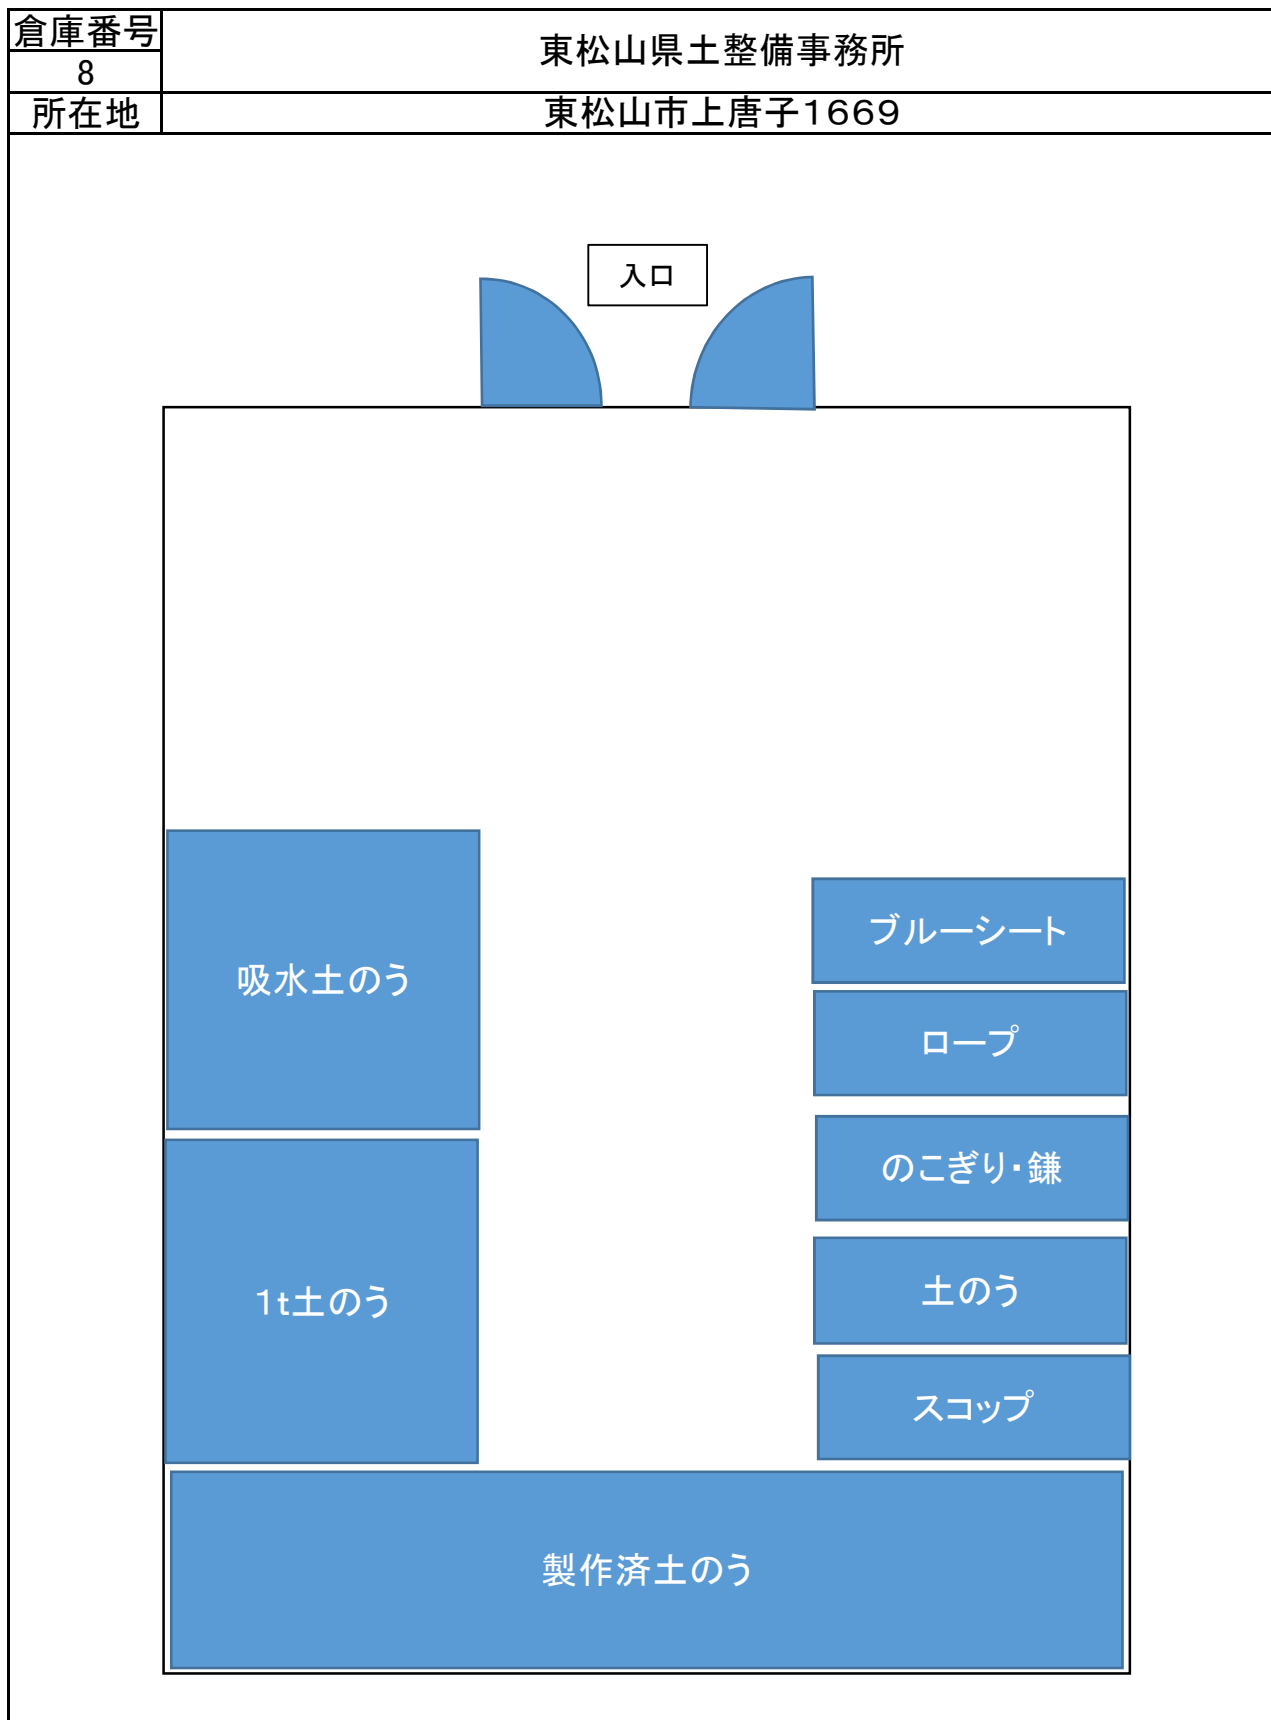 倉庫番号
8
東松山県土整備事務所
所在地
東松山市上唐子1669
入口
吸水土のう
1t土のう
ブルーシート
ロープ
のこぎり・鎌
土のう
スコップ
製作済土のう